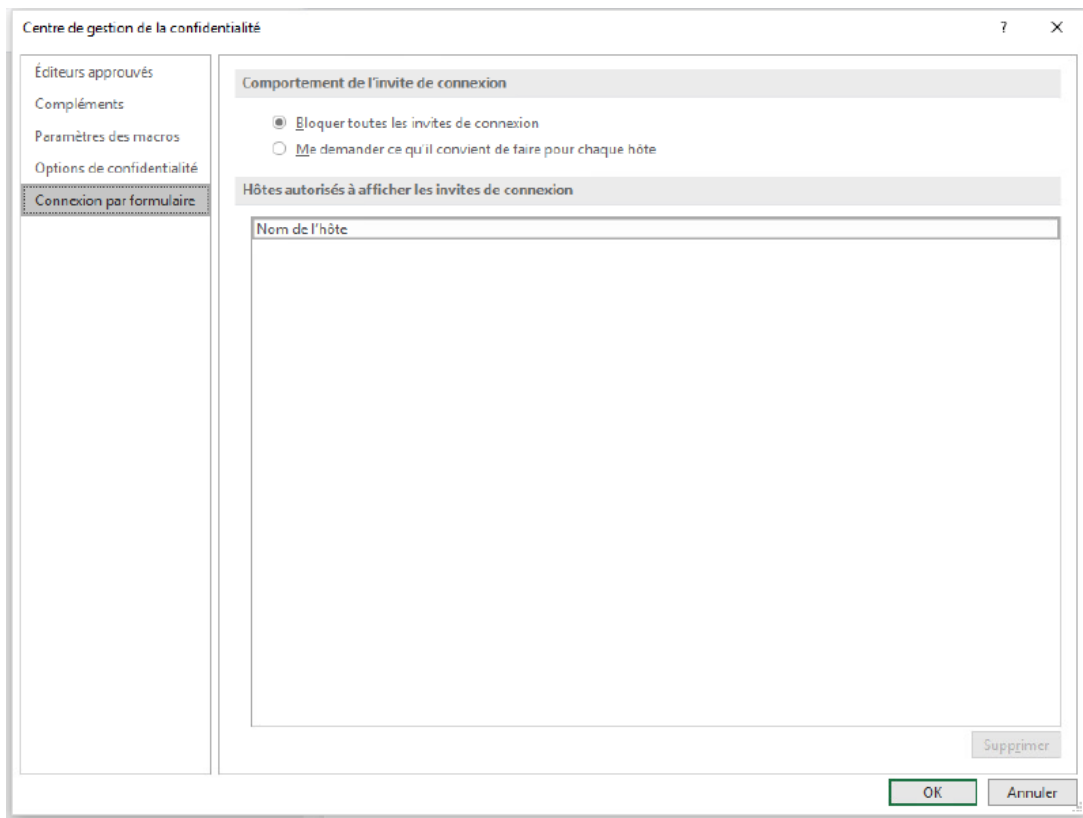 Centre de gestion de la confidentialité
?
Éditeurs approuvés
Compléments
Paramètres des macros
Options de confidentialité
Connexion par formulaire
Comportement de l'invite de connexion
Bloquer toutes les invites de connexion
Me demander ce qu'il convient de faire pour chaque hôte
Hôtes autorisés à afficher les invites de connexion
Nom de l'hôte
Supprimer
OK
Annuler